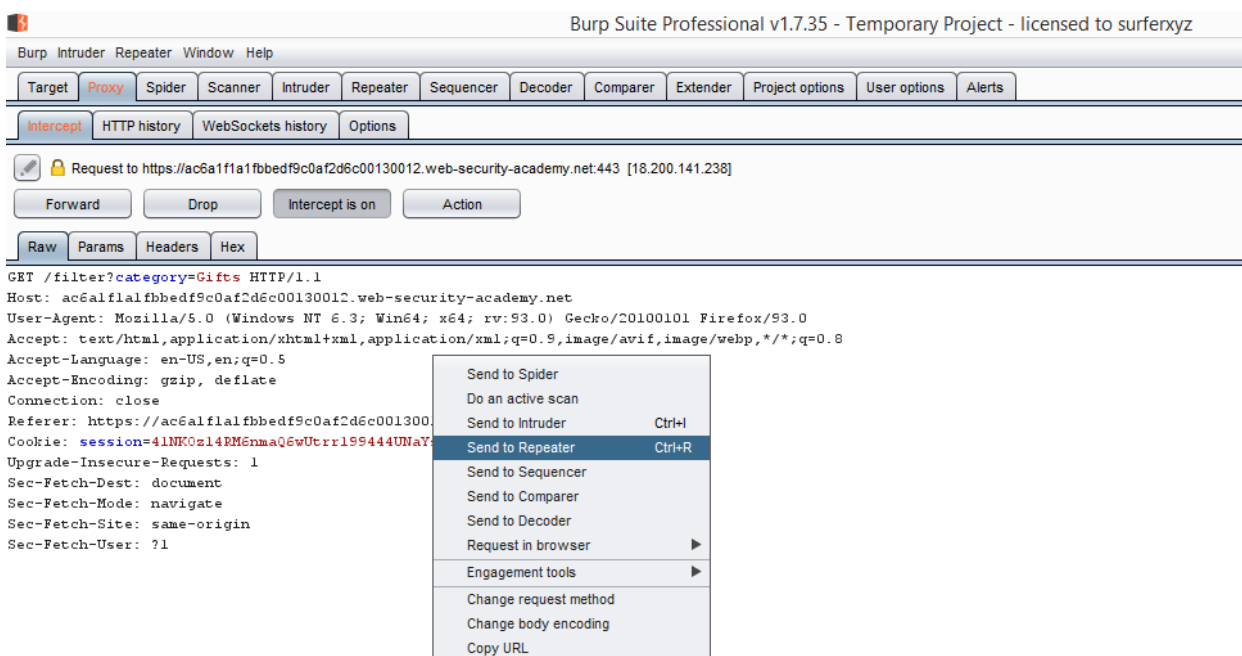 Burp Suite Professional v1.7.35 - Temporary Project - licensed to surferxyz
Burp Intruder Repeater Window Help
Target Proxy Spider Scanner Intruder Repeater Sequencer Decoder Comparer Extender Project options User options Alerts
Intercept HTTP history WebSockets history Options
Request to https://ac6a1f1a1fbbedf9c0af2d6c00130012.web-security-academy.net:443 [18.200.141.238]
Forward Drop Intercept is on Action
Raw Params Headers Hex
GET /filter?category=Gifts HTTP/1.1
Host: ac6a1f1a1fbbedf9c0af2d6c00130012.web-security-academy.net
User-Agent: Mozilla/5.0 (Windows NT 6.3; Win64; x64; rv:93.0) Gecko/20100101 Firefox/93.0
Accept: text/html,application/xhtml+xml,application/xml;q=0.9,image/avif,image/webp,*/*;q=0.8
Accept-Language: en-US,en;q=0.5
Accept-Encoding: gzip, deflate
Connection: close
Referer: https://ac6a1f1a1fbbedf9c0af2d6c001300
Cookie: session=41NK0z14RM6nmaQ6wUtrr199444UNaY
Upgrade-Insecure-Requests: 1
Sec-Fetch-Dest: document
Sec-Fetch-Mode: navigate
Sec-Fetch-Site: same-origin
Sec-Fetch-User: ?1
Send to Spider
Do an active scan
Send to Intruder Ctrl+I
Send to Repeater Ctrl+R
Send to Sequencer
Send to Comparer
Send to Decoder
Request in browser
Engagement tools
Change request method
Change body encoding
Copy URL